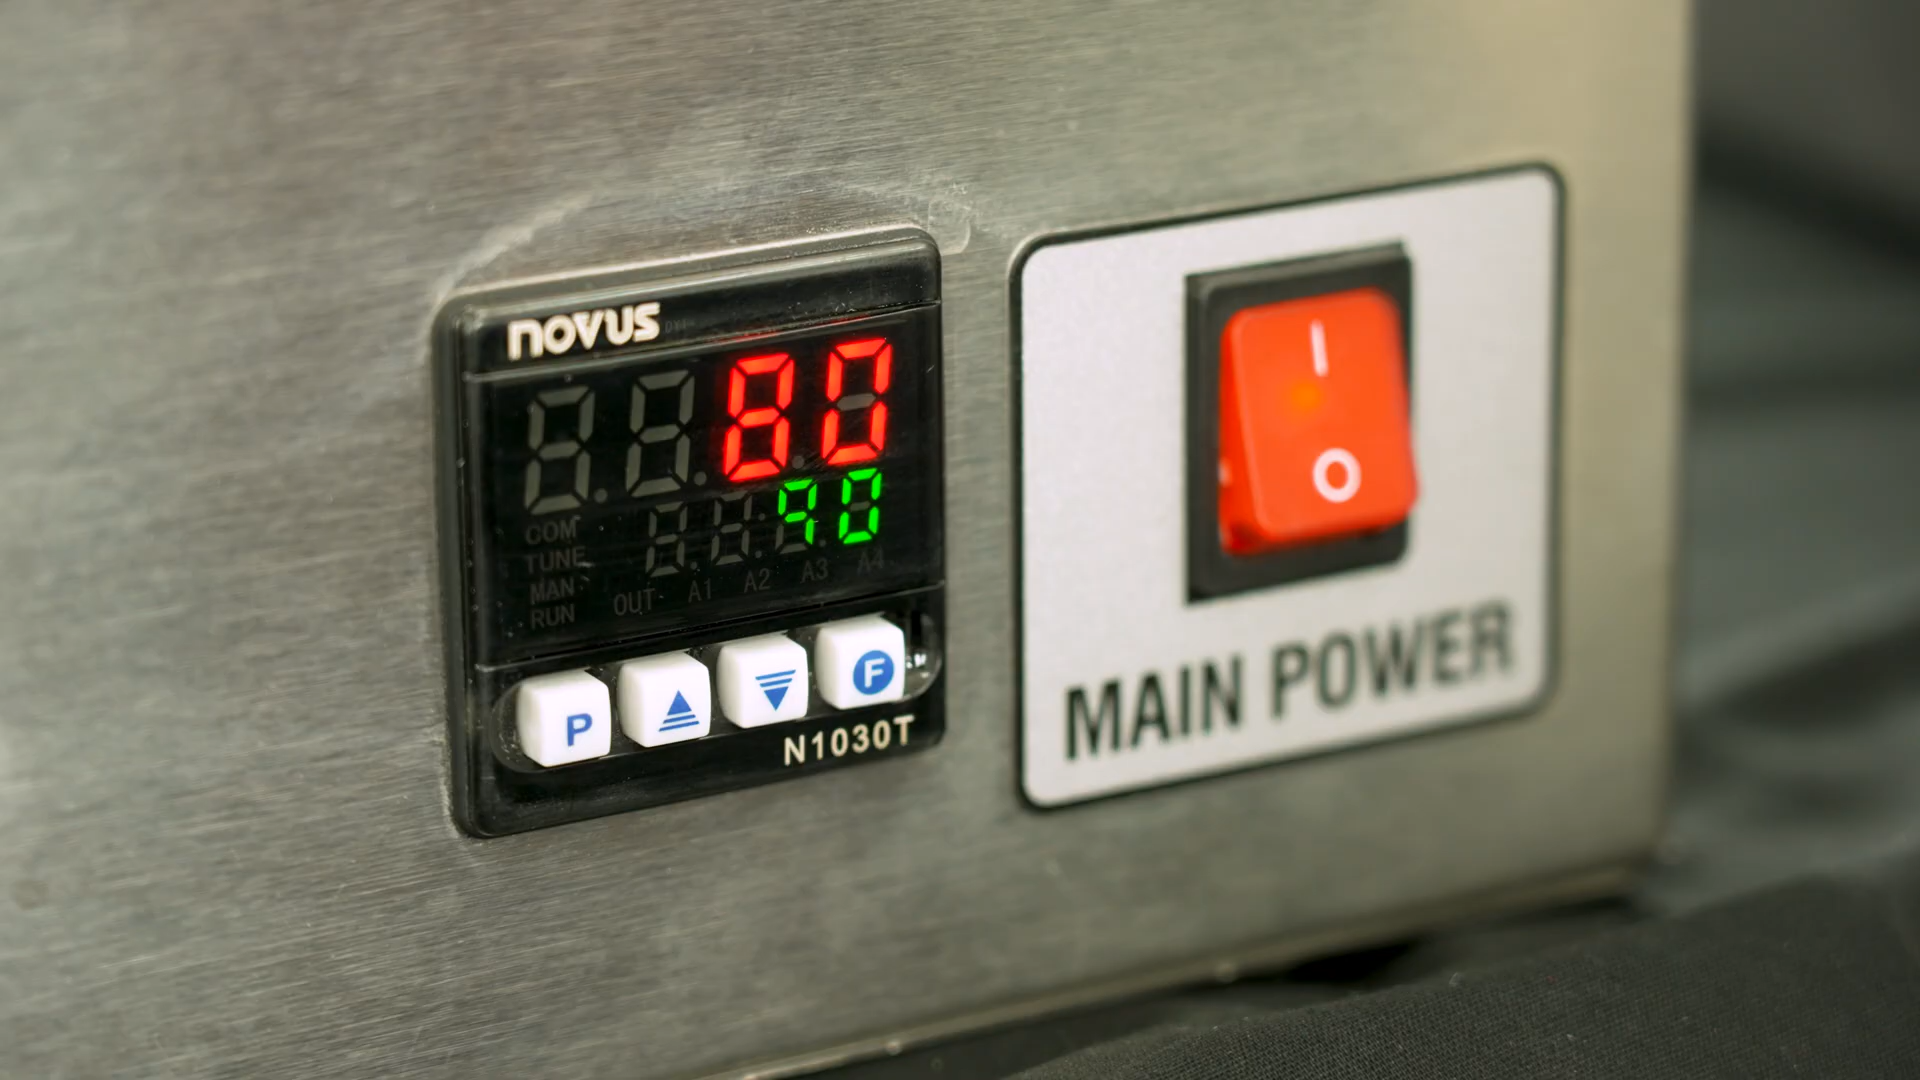 novus
80
90
COM
TUNE
MAN
RUN
OUT A1 A2 A3 A4
P
F
N1030T
I
O
MAIN POWER